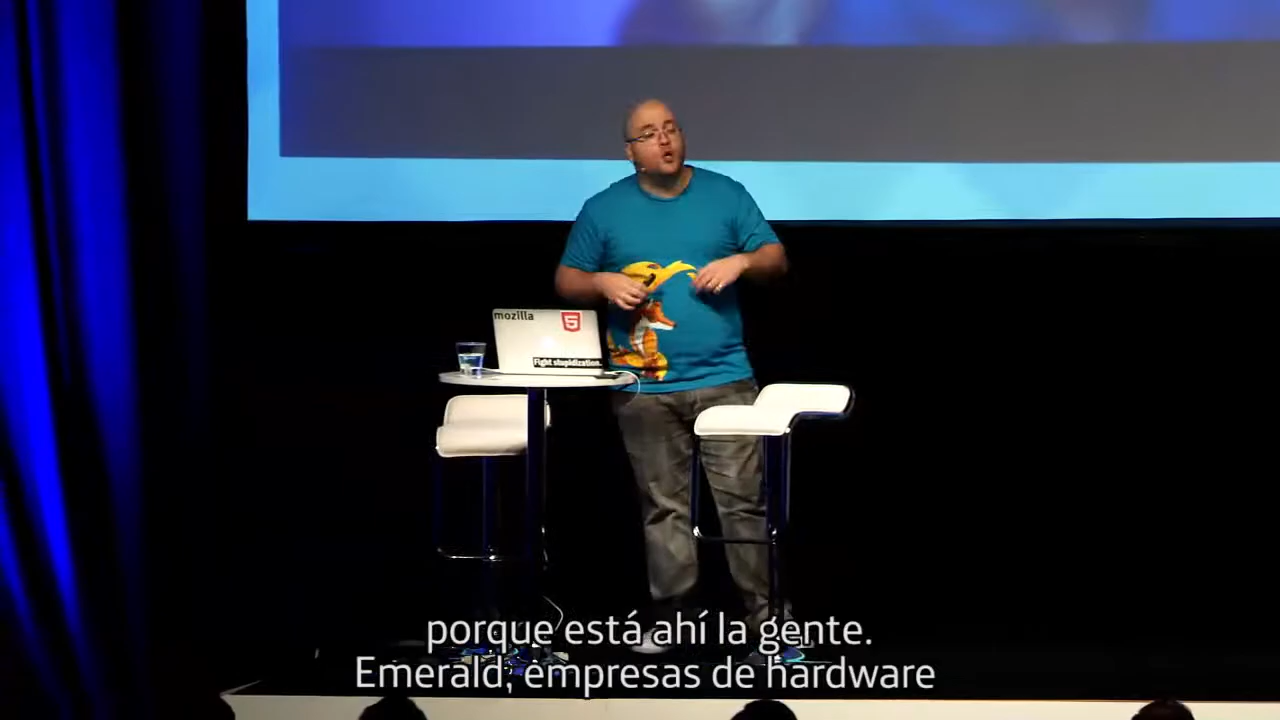 mozilla
5
Fight stupidization.
porque está ahí la gente.
Emerald, empresas de hardware